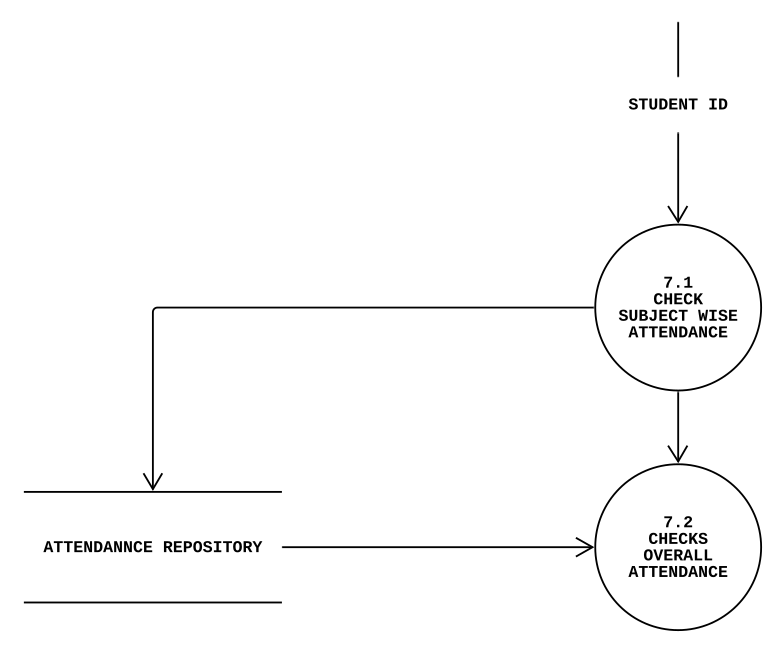 STUDENT ID
7.1
CHECK
SUBJECT WISE
ATTENDANCE
ATTENDANNCE REPOSITORY
7.2
CHECKS
OVERALL
ATTENDANCE